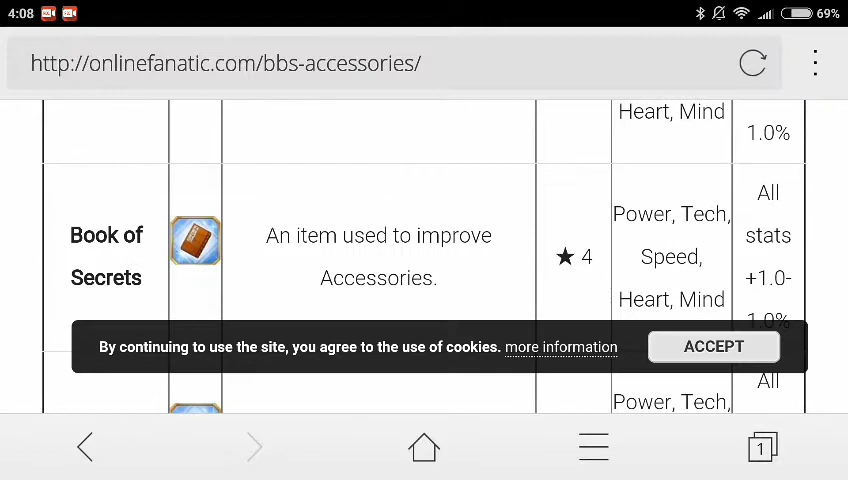 4:08
69%
http://onlinefanatic.com/bbs-accessories/
Heart, Mind
1.0%
Book of
Secrets
An item used to improve
Accessories.
★ 4
Power, Tech,
Speed,
Heart, Mind
All
stats
+1.0-
1.0%
By continuing to use the site, you agree to the use of cookies. more information
ACCEPT
Power, Tech,
All
1